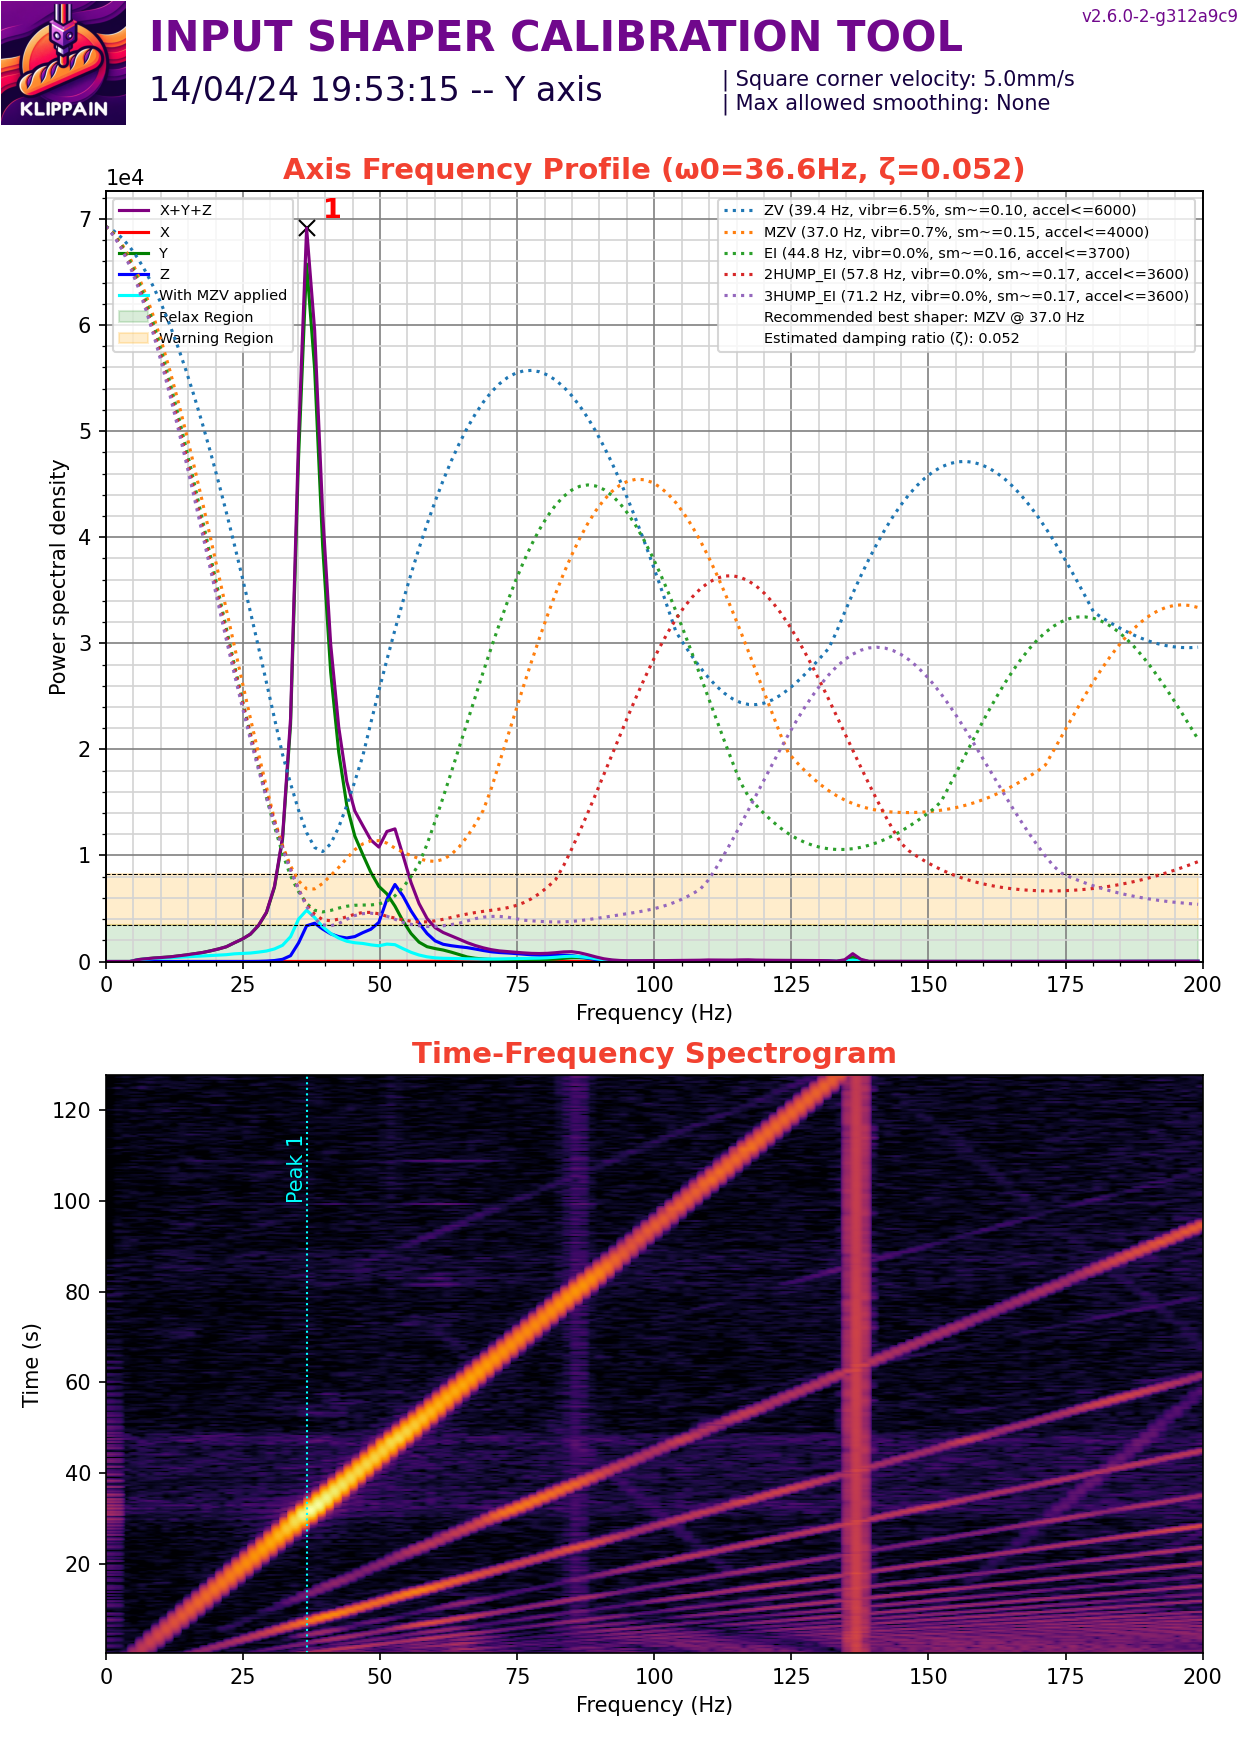 KLIPPAIN
INPUT SHAPER CALIBRATION TOOL
v2.6.0-2-g312a9c9
14/04/24 19:53:15 -- Y axis
| Square corner velocity: 5.0mm/s
| Max allowed smoothing: None
Axis Frequency Profile (ω0=36.6Hz, ζ=0.052)
1e4
1
X+Y+Z
X
Y
Z
With MZV applied
Relax Region
Warning Region
ZV (39.4 Hz, vibr=6.5%, sm~=0.10, accel<=6000)
MZV (37.0 Hz, vibr=0.7%, sm~=0.15, accel<=4000)
EI (44.8 Hz, vibr=0.0%, sm~=0.16, accel<=3700)
2HUMP_EI (57.8 Hz, vibr=0.0%, sm~=0.17, accel<=3600)
3HUMP_EI (71.2 Hz, vibr=0.0%, sm~=0.17, accel<=3600)
Recommended best shaper: MZV @ 37.0 Hz
Estimated damping ratio (ζ): 0.052
Power spectral density
7
6
5
4
3
2
1
0
0 25 50 75 100 125 150 175 200
Frequency (Hz)
Time-Frequency Spectrogram
Time (s)
120
100
80
60
40
20
Peak 1
0 25 50 75 100 125 150 175 200
Frequency (Hz)